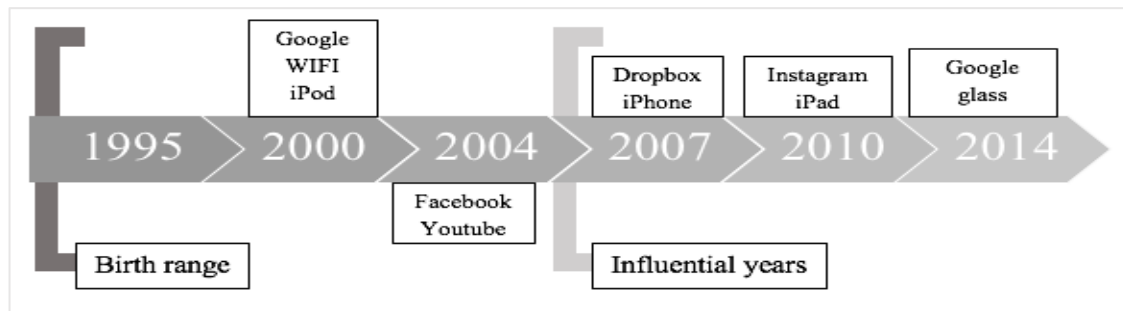 Google
WIFI
iPod
Dropbox
iPhone
Instagram
iPad
Google
glass
1995
2000
2004
2007
2010
2014
Facebook
Youtube
Birth range
Influential years